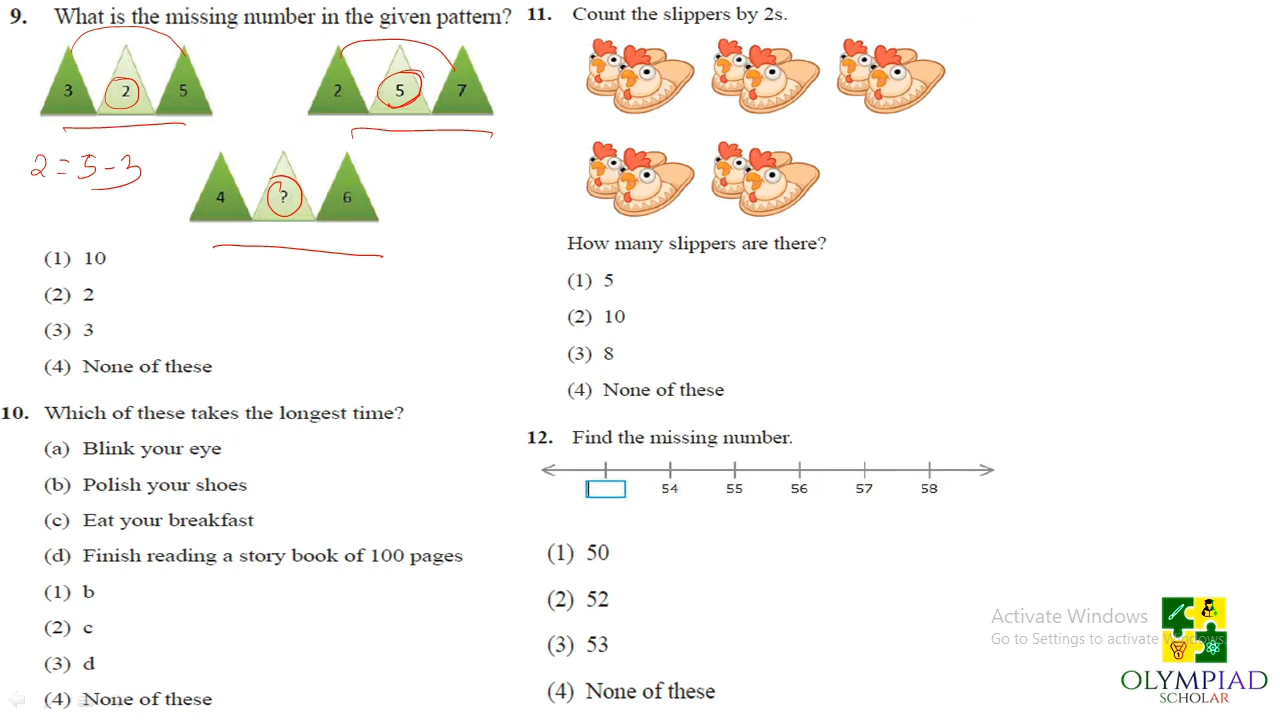 9. What is the missing number in the given pattern?
3 2 5
2 5 7
2 = 5 - 3
4 ? 6
(1) 10
(2) 2
(3) 3
(4) None of these
10. Which of these takes the longest time?
(a) Blink your eye
(b) Polish your shoes
(c) Eat your breakfast
(d) Finish reading a story book of 100 pages
(1) b
(2) c
(3) d
(4) None of these
11. Count the slippers by 2s.
How many slippers are there?
(1) 5
(2) 10
(3) 8
(4) None of these
12. Find the missing number.
54 55 56 57 58
(1) 50
(2) 52
(3) 53
(4) None of these
Activate Windows
Go to Settings to activate Windows.
OLYMPIAD
SCHOLAR